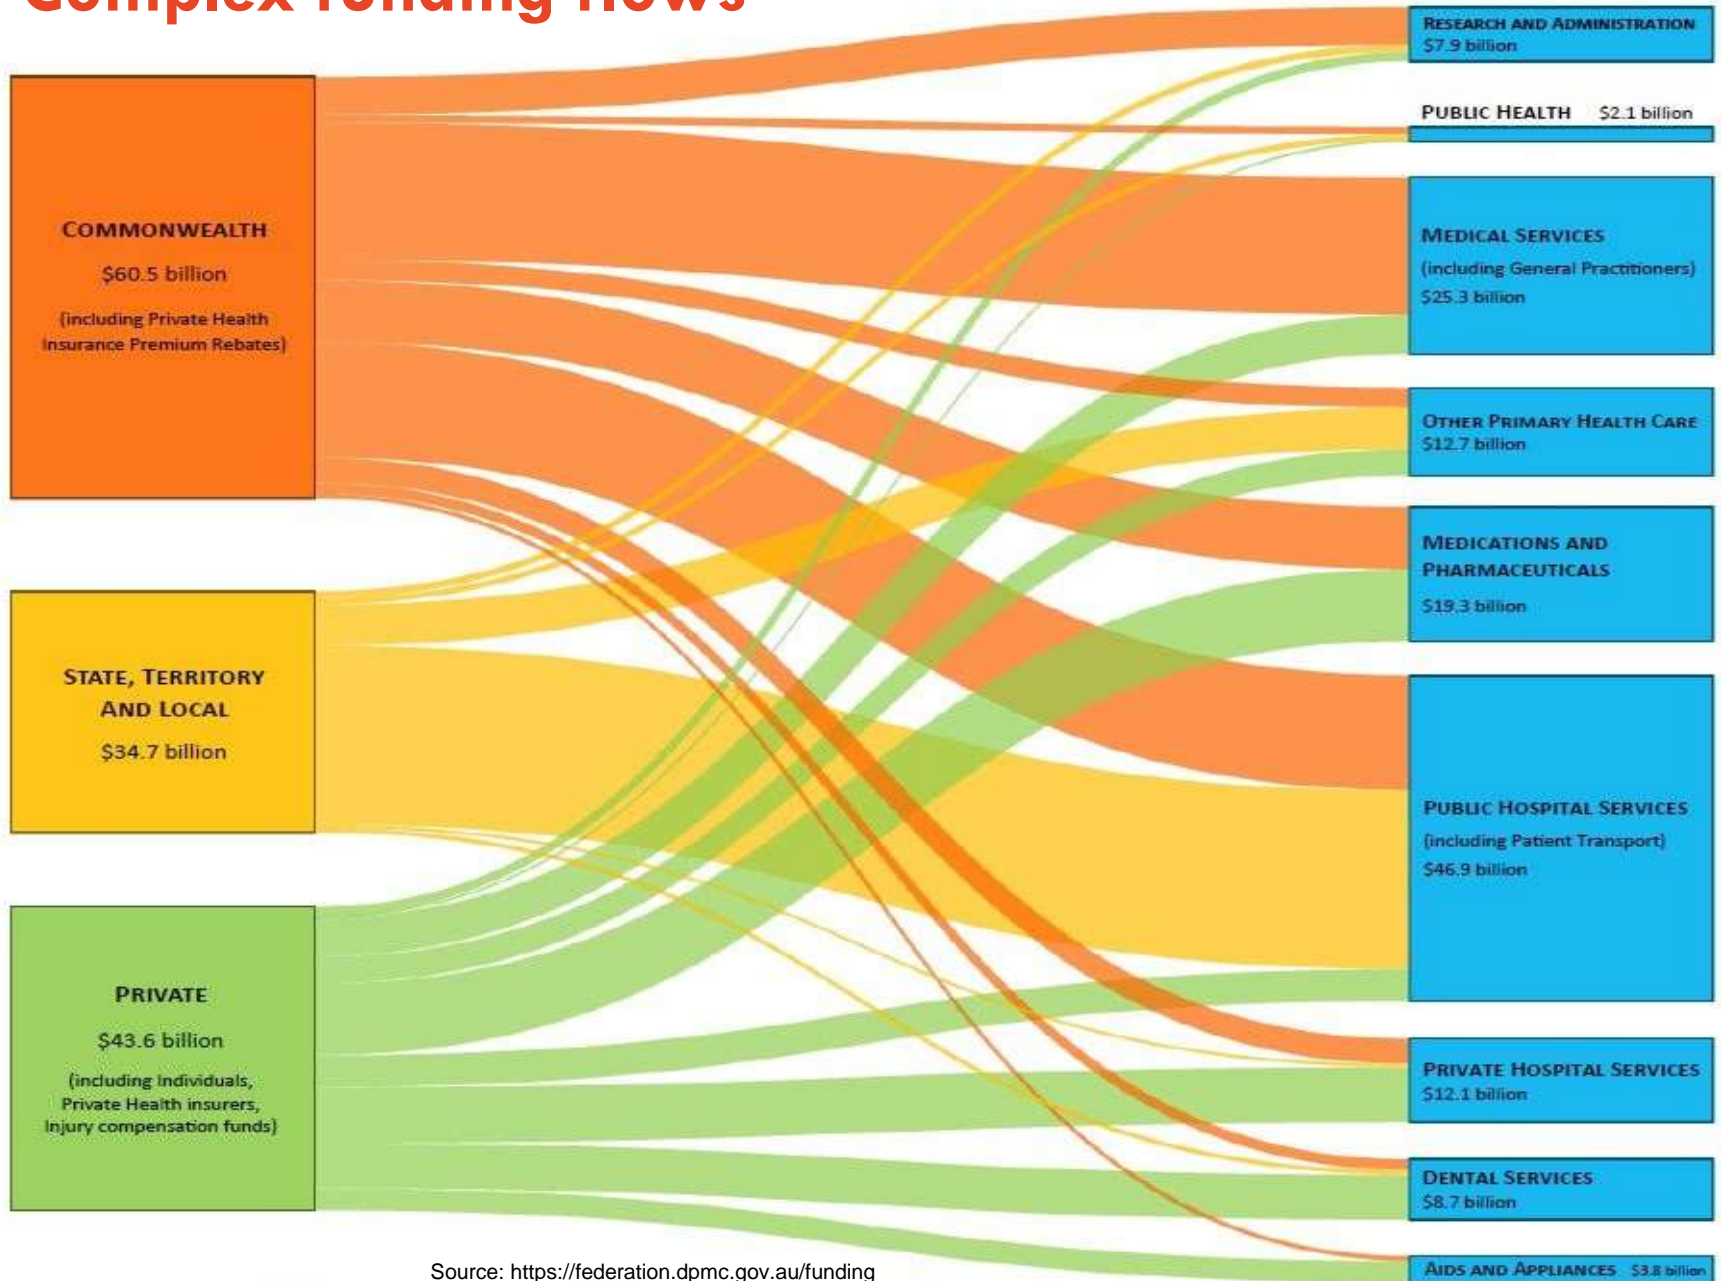 Complex funding flows
COMMONWEALTH
$60.5 billion
(including Private Health
Insurance Premium Rebates)
STATE, TERRITORY
AND LOCAL
$34.7 billion
PRIVATE
$43.6 billion
(including Individuals,
Private Health insurers,
Injury compensation funds)
RESEARCH AND ADMINISTRATION
$7.9 billion
PUBLIC HEALTH $2.1 billion
MEDICAL SERVICES
(including General Practitioners)
$25.3 billion
OTHER PRIMARY HEALTH CARE
$12.7 billion
MEDICATIONS AND
PHARMACEUTICALS
$19.3 billion
PUBLIC HOSPITAL SERVICES
(including Patient Transport)
$46.9 billion
PRIVATE HOSPITAL SERVICES
$12.1 billion
DENTAL SERVICES
$8.7 billion
AIDS AND APPLIANCES $3.8 billion
Source: https://federation.dpmc.gov.au/funding